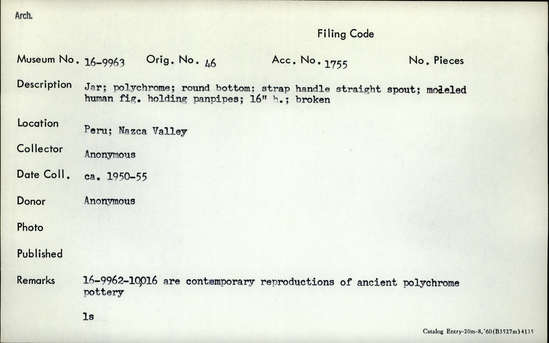 Arch.
Filing Code
Museum No. 16-9963 Orig. No. 46 Acc. No. 1755 No. Pieces
Description Jar; polychrome; round bottom; strap handle straight spout; modeled
human fig. holding panpipes; 16" h.; broken
Location Peru; Nazca Valley
Collector Anonymous
Date Coll. ca. 1950-55
Donor Anonymous
Photo
Published
Remarks 16-9962-10016 are contemporary reproductions of ancient polychrome
pottery
ls
Catalog Entry-20m-8,'60(B3527m)4135